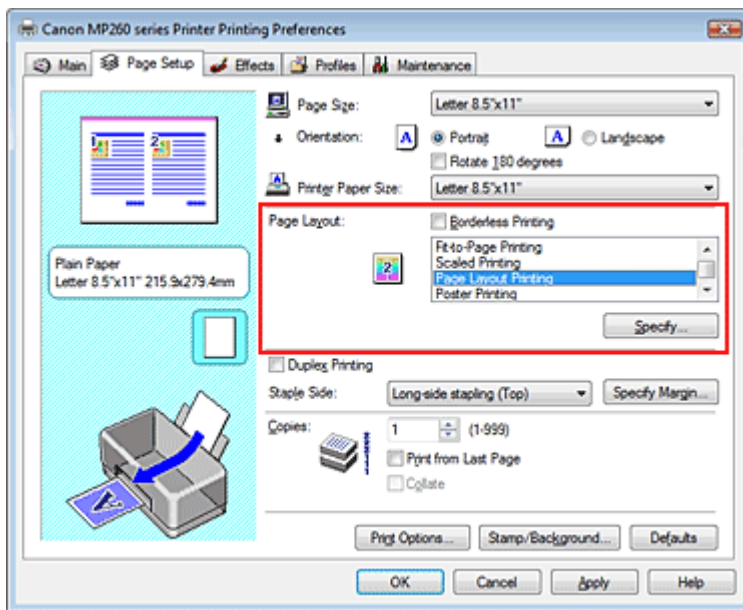 Canon MP260 series Printer Printing Preferences
Main Page Setup Effects Profiles Maintenance
1 2
Plain Paper
Letter 8.5"x11" 215.9x279.4mm
Page Size: Letter 8.5"x11"
Orientation: A Portrait A Landscape
Rotate 180 degrees
Printer Paper Size: Letter 8.5"x11"
Page Layout: Borderless Printing
Fit-to-Page Printing
Scaled Printing
2 Page Layout Printing
Poster Printing
Specify...
Duplex Printing
Staple Side: Long-side stapling (Top) Specify Margin...
Copies: 1 (1-999)
Print from Last Page
Collate
A
Print Options... Stamp/Background... Defaults
OK Cancel Apply Help